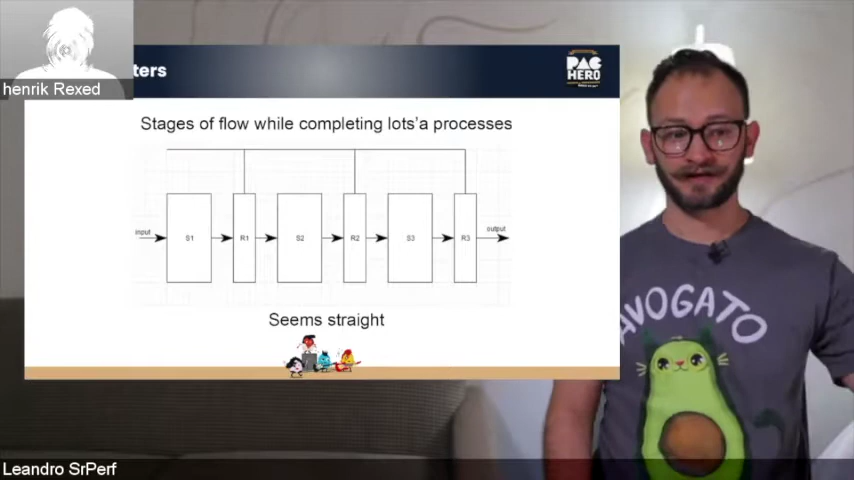 ters
PAC
HERO
henrik Rexed
Stages of flow while completing lots'a processes
input
S1
R1
S2
R2
S3
R3
output
Seems straight
AVOGATO
Leandro SrPerf